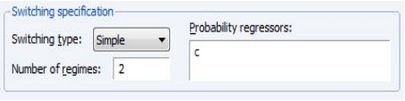 Switching specification
Switching type: Simple
Number of regimes: 2
Probability regressors:
c